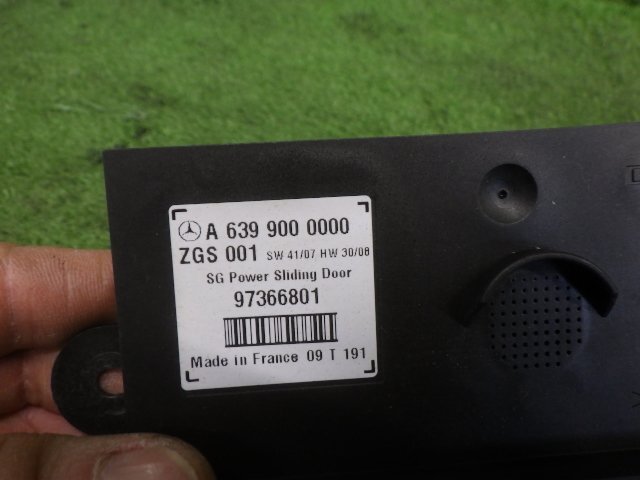 A 639 900 0000
ZGS 001 SW 41/07 HW 30/08
SG Power Sliding Door
97366801
Made in France 09 T 191